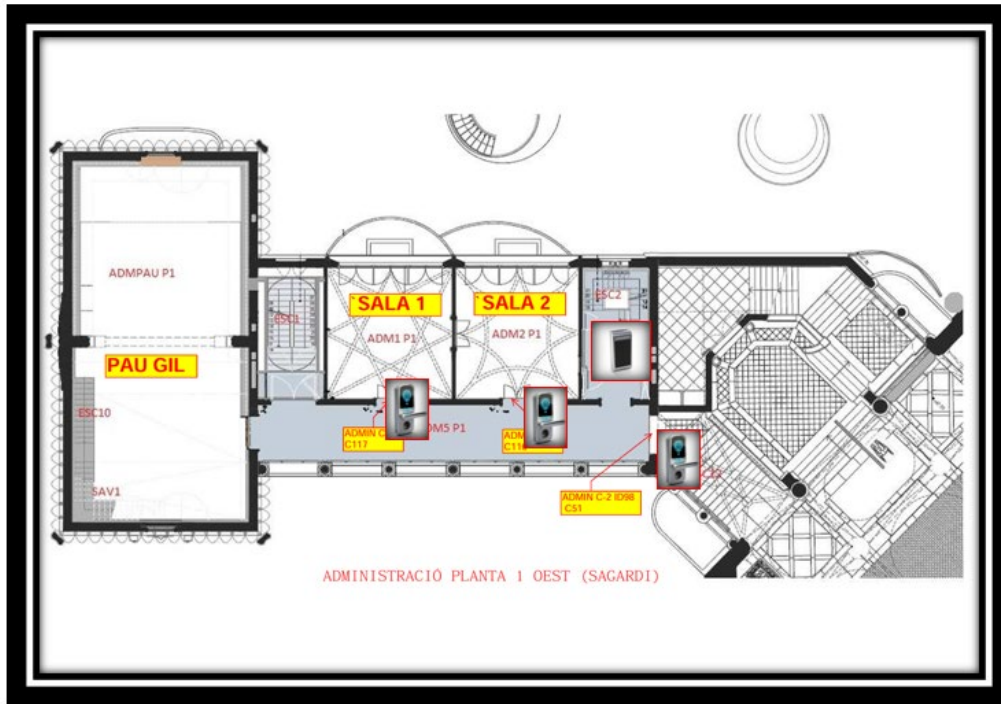 ADMPAU P1
PAU GIL
ESC10
SAV1
ESC1
`SALA 1
ADM1 P1
`SALA 2
ADM2 P1
ESC2
ADMIN C-
C117
DM5 P1
ADM
ADMIN C-2 ID98
C51
ADMINISTRACIÓ PLANTA 1 OEST (SAGARDI)